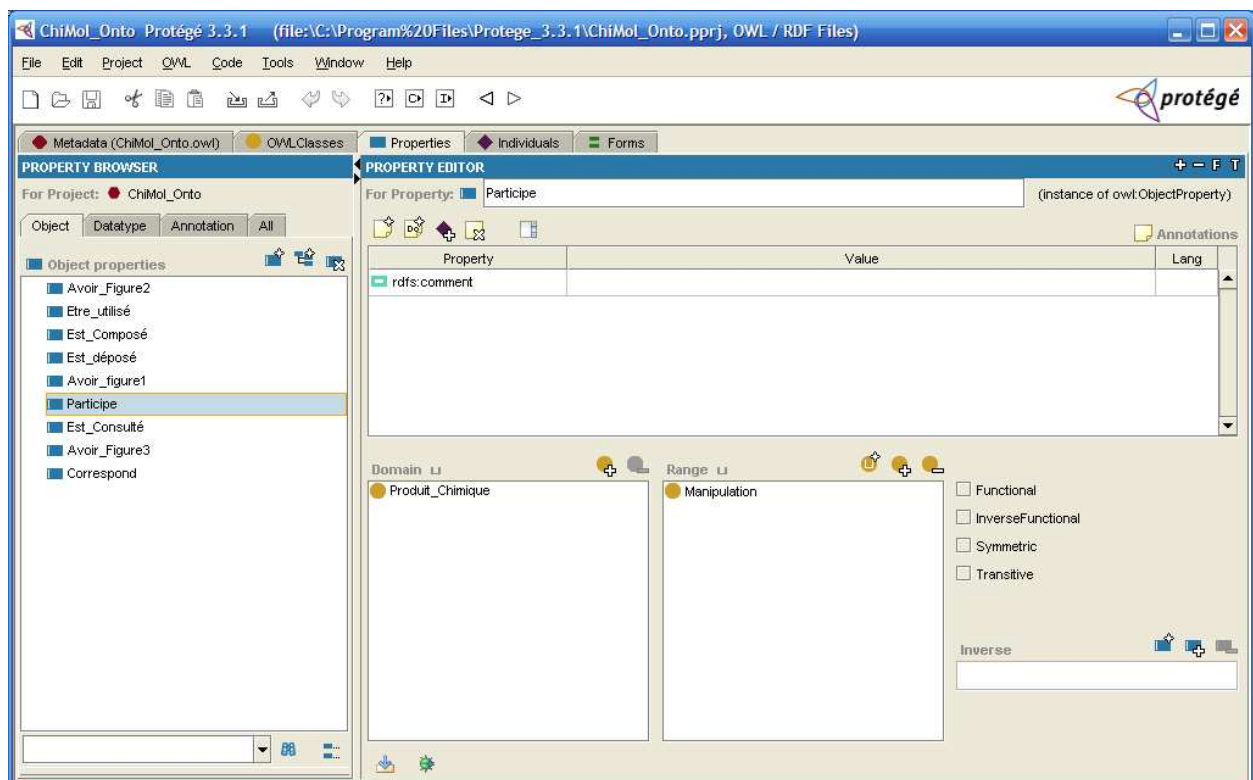 ChiMol_Onto Protégé 3.3.1 (file:\C:\Program%20Files\Protege_3.3.1\ChiMol_Onto.pprj, OWL / RDF Files)
File Edit Project OWL Code Tools Window Help
protégé
Metadata (ChiMol_Onto.owl) OWLClasses Properties Individuals Forms
PROPERTY BROWSER
For Project: ChiMol_Onto
Object Datatype Annotation All
Object properties
Avoir_Figure2
Etre_utilisé
Est_Composé
Est_déposé
Avoir_figure1
Participe
Est_Consulté
Avoir_Figure3
Correspond
PROPERTY EDITOR
F T
For Property: Participe (instance of owl:ObjectProperty)
Annotations
Property Value Lang
rdfs:comment
Domain ⊔
Produit_Chimique
Range ⊔
Manipulation
Functional
InverseFunctional
Symmetric
Transitive
Inverse